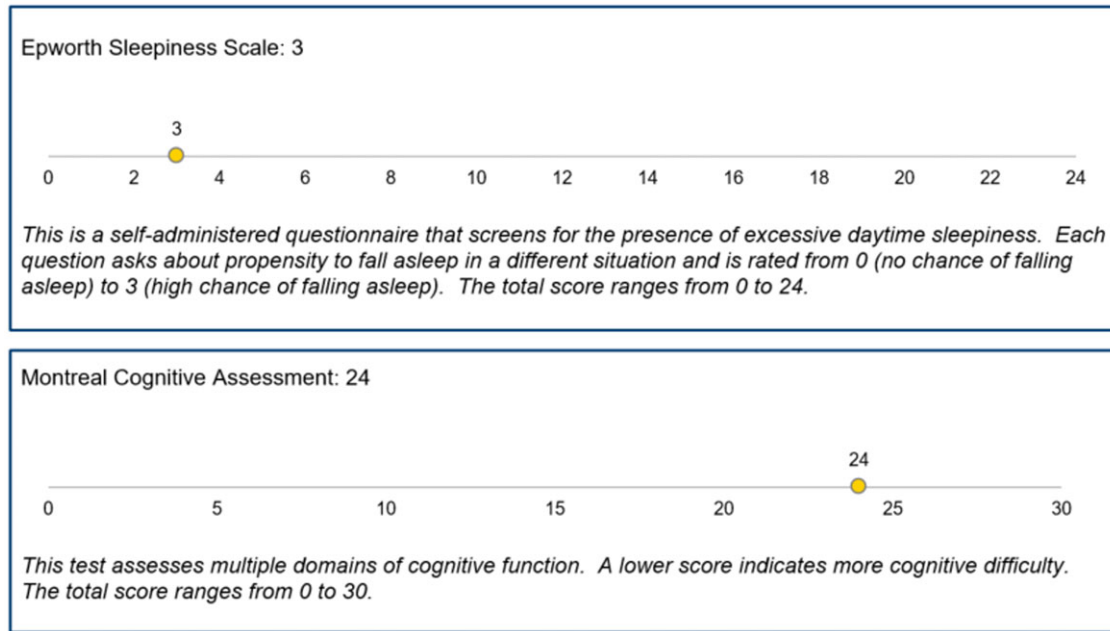 Epworth Sleepiness Scale: 3
3
0 2 4 6 8 10 12 14 16 18 20 22 24
This is a self-administered questionnaire that screens for the presence of excessive daytime sleepiness.  Each
question asks about propensity to fall asleep in a different situation and is rated from 0 (no chance of falling
asleep) to 3 (high chance of falling asleep).  The total score ranges from 0 to 24.
Montreal Cognitive Assessment: 24
24
0 5 10 15 20 25 30
This test assesses multiple domains of cognitive function.  A lower score indicates more cognitive difficulty.
The total score ranges from 0 to 30.